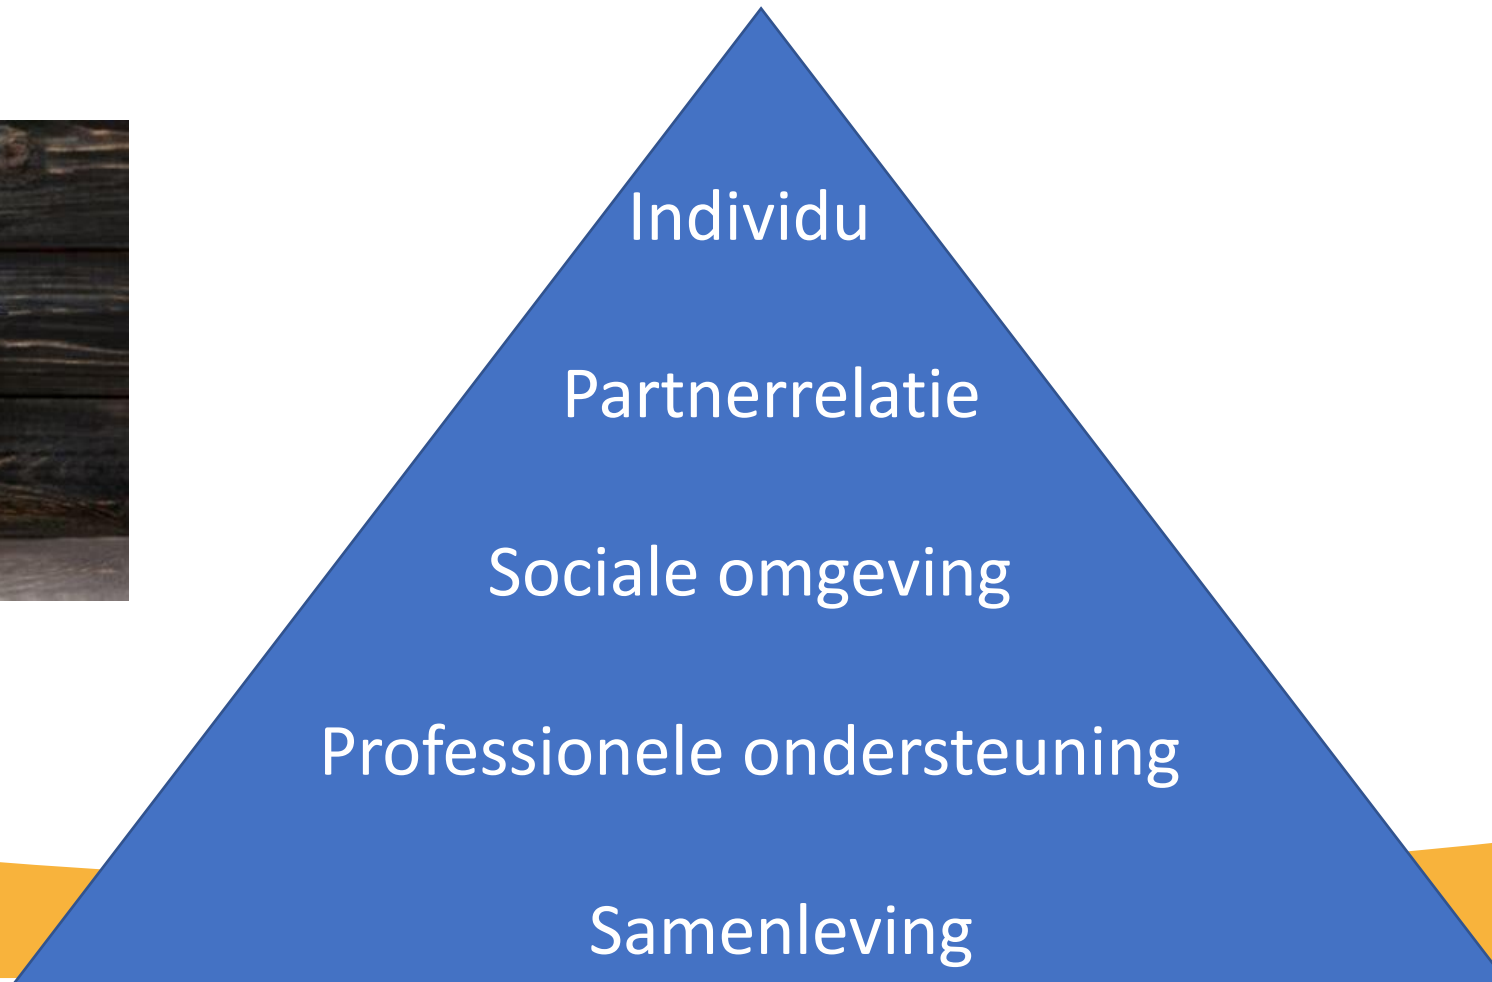 Individu
Partnerrelatie
Sociale omgeving
Professionele ondersteuning
Samenleving